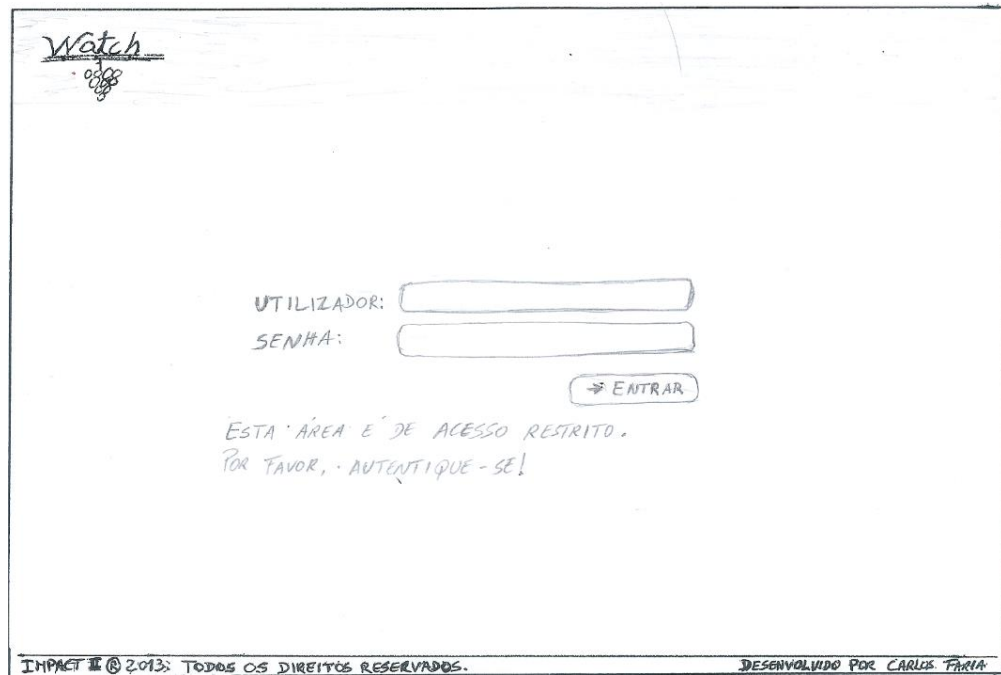 Watch
UTILIZADOR:
SENHA:
→ ENTRAR
ESTA ÁREA É DE ACESSO RESTRITO.
POR FAVOR, AUTENTIQUE-SE!
IMPACT II ® 2013: TODOS OS DIREITOS RESERVADOS.
DESENVOLVIDO POR CARLOS FARIA